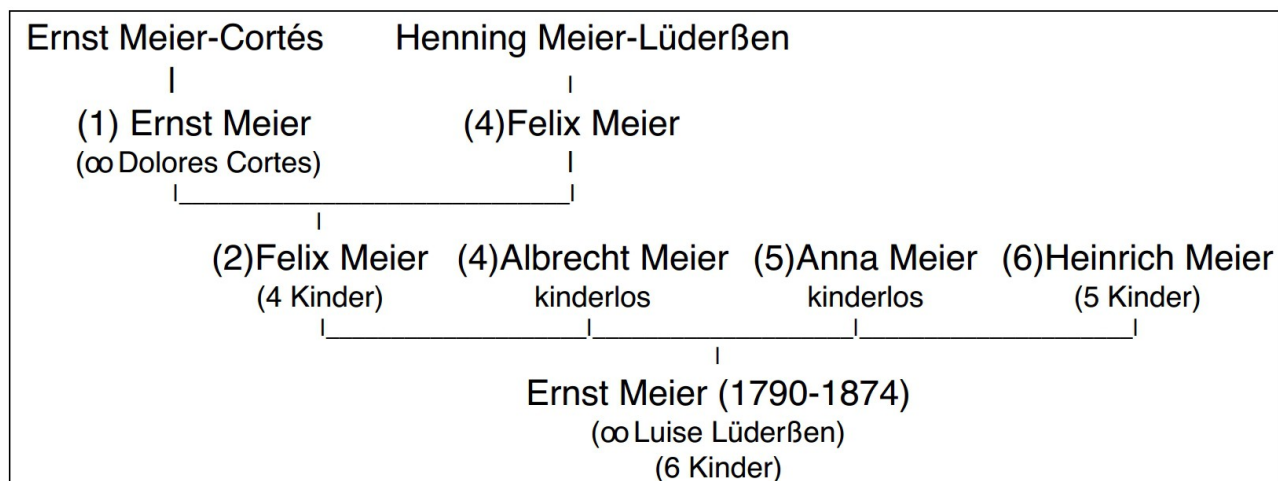 Ernst Meier-Cortés Henning Meier-Lüderßen
(1) Ernst Meier (4)Felix Meier
(∞ Dolores Cortes)
(2)Felix Meier (4)Albrecht Meier (5)Anna Meier (6)Heinrich Meier
(4 Kinder) kinderlos kinderlos (5 Kinder)
Ernst Meier (1790-1874)
(∞ Luise Lüderßen)
(6 Kinder)